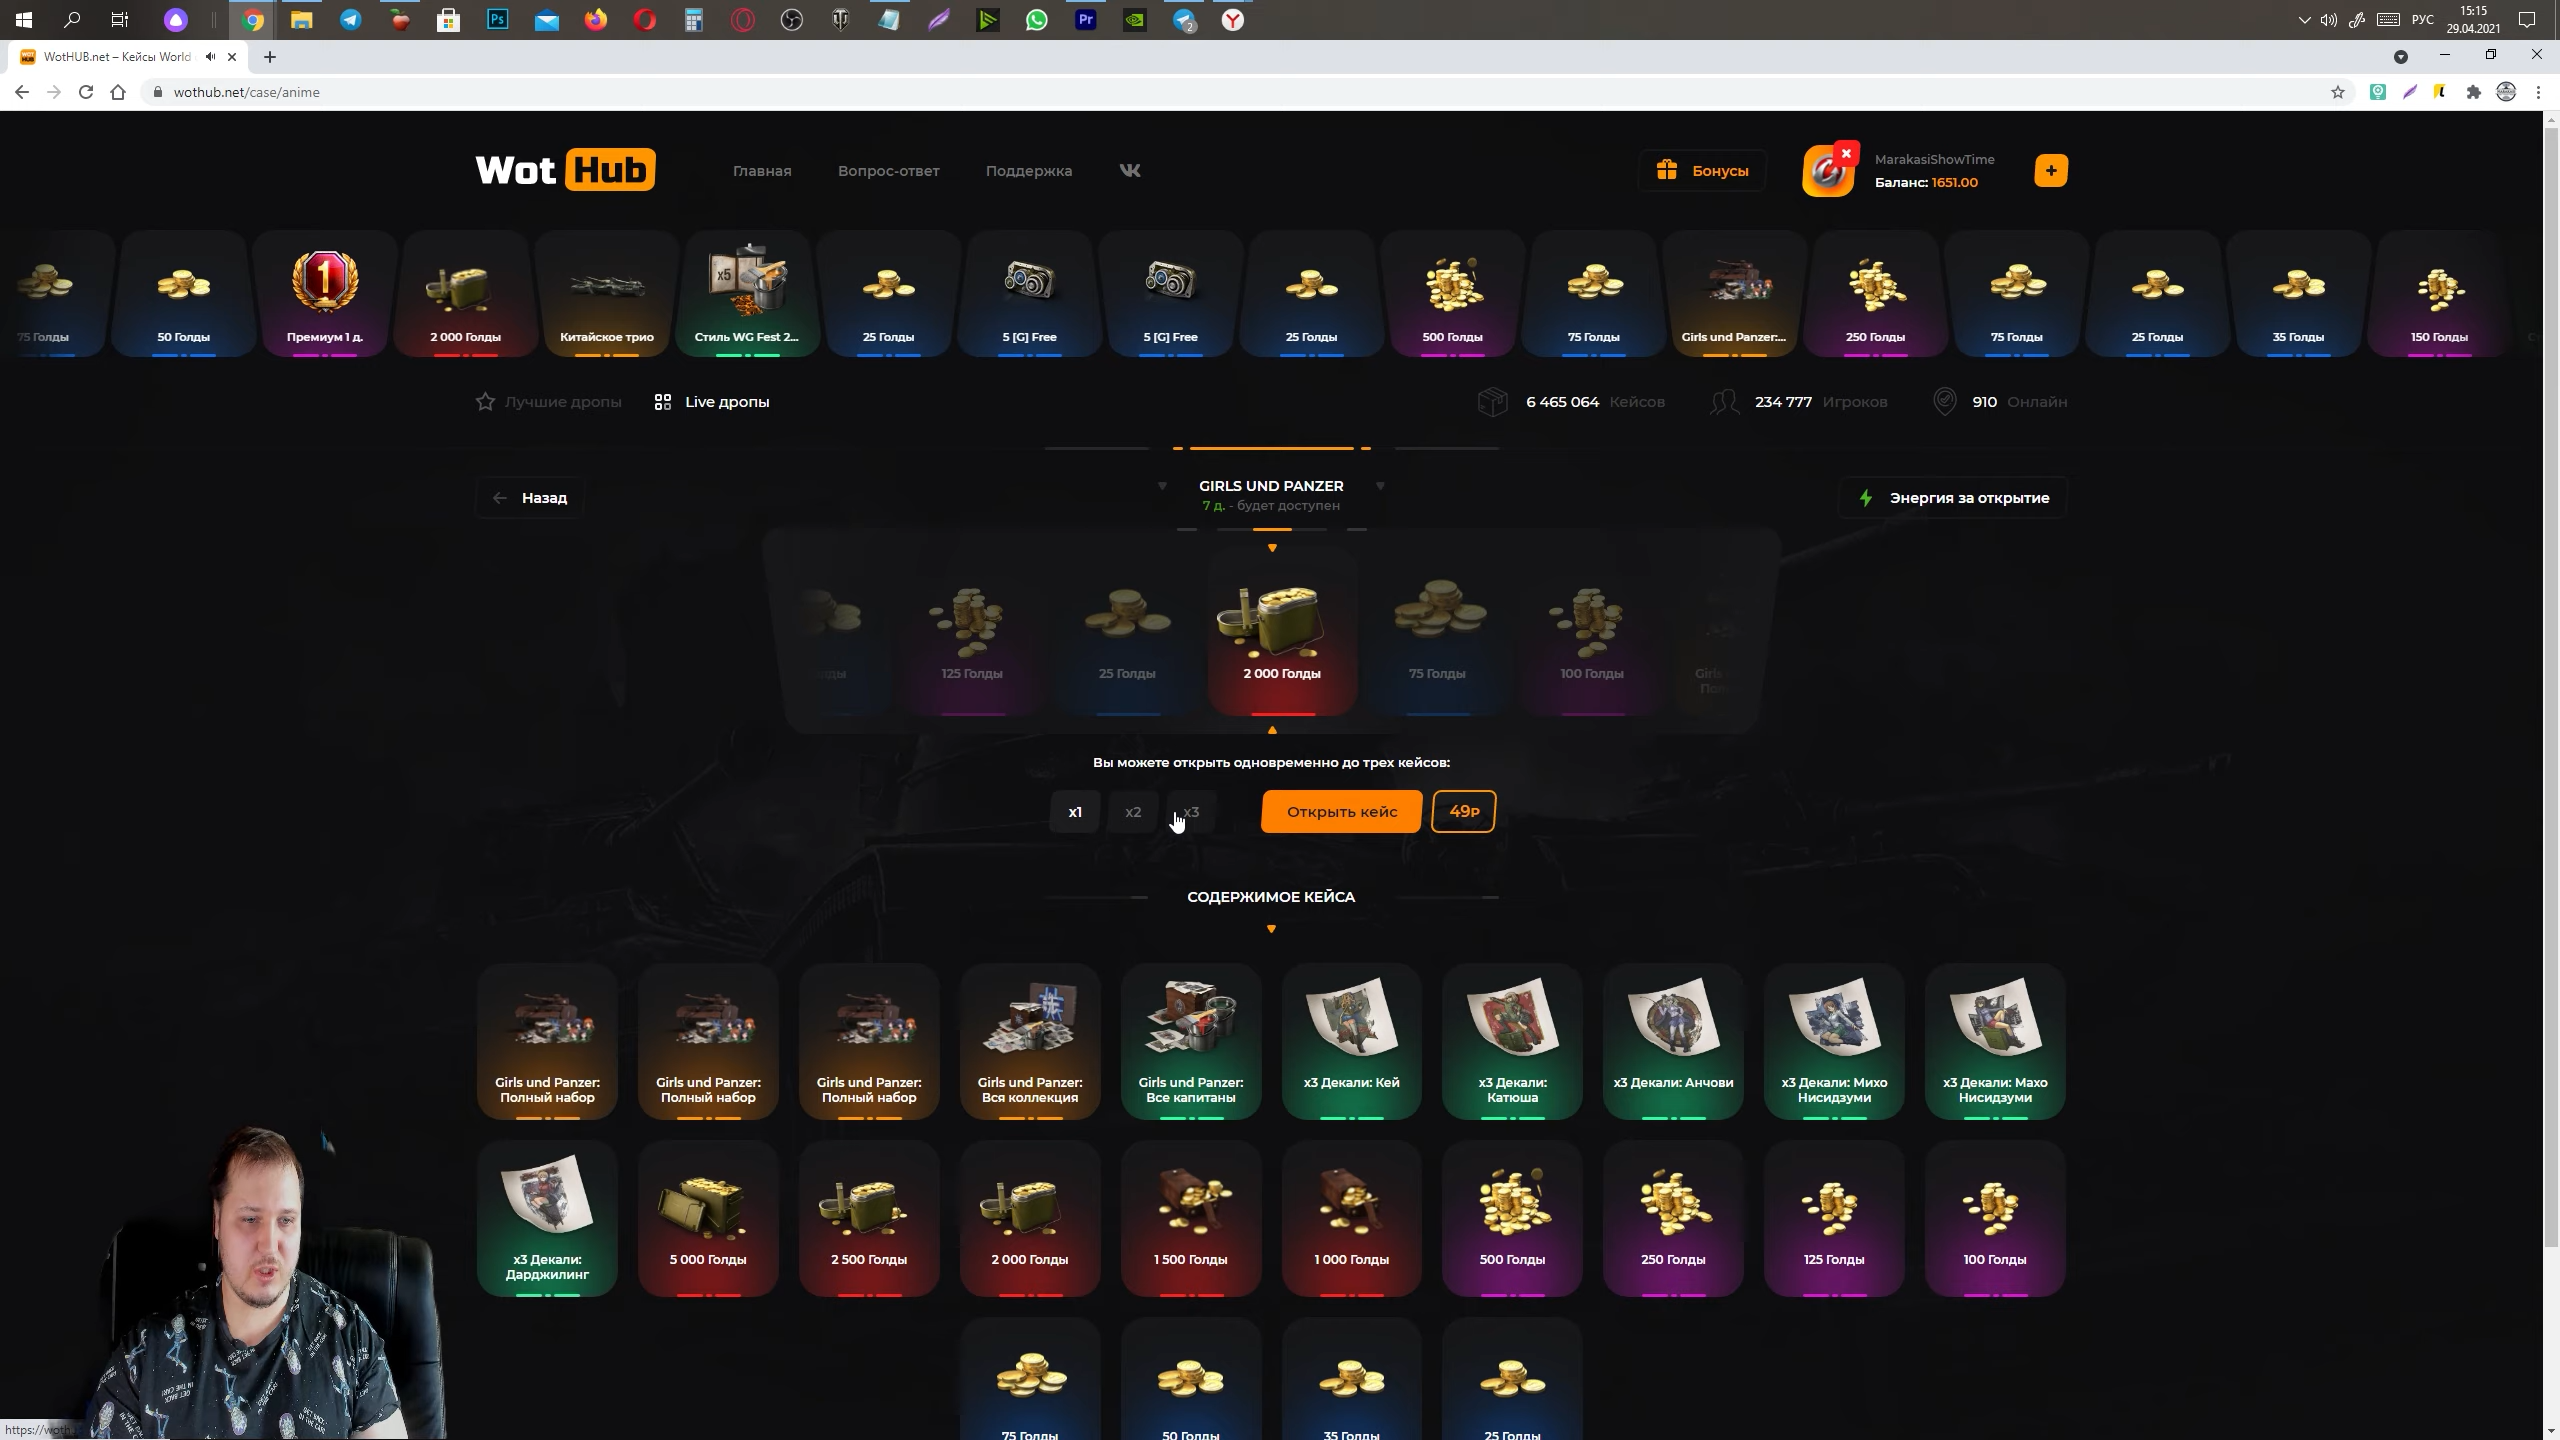 РУС
15:15
29.04.2021
2
WotHUB.net – Кейсы World
wothub.net/case/anime
Wot Hub
Главная
Вопрос-ответ
Поддержка
Бонусы
MarakasiShowTime
Баланс: 1651.00
75 Голды
50 Голды
Премиум 1 д.
2 000 Голды
Китайское трио
Стиль WG Fest 2...
25 Голды
5 [G] Free
5 [G] Free
25 Голды
500 Голды
75 Голды
Girls und Panzer:...
250 Голды
75 Голды
25 Голды
35 Голды
150 Голды
Лучшие дропы
Live дропы
6 465 064 Кейсов
234 777 Игроков
910 Онлайн
Назад
GIRLS UND PANZER
7 д. - будет доступен
Энергия за открытие
125 Голды
25 Голды
2 000 Голды
75 Голды
100 Голды
Вы можете открыть одновременно до трех кейсов:
x1
x2
x3
Открыть кейс
49Р
СОДЕРЖИМОЕ КЕЙСА
Girls und Panzer:
Полный набор
Girls und Panzer:
Полный набор
Girls und Panzer:
Полный набор
Girls und Panzer:
Вся коллекция
Girls und Panzer:
Все капитаны
x3 Декали: Кей
x3 Декали:
Катюша
x3 Декали: Анчови
x3 Декали: Михо
Нисидзуми
x3 Декали: Махо
Нисидзуми
x3 Декали:
Дарджилинг
5 000 Голды
2 500 Голды
2 000 Голды
1 500 Голды
1 000 Голды
500 Голды
250 Голды
125 Голды
100 Голды
75 Голды
50 Голды
35 Голды
25 Голды